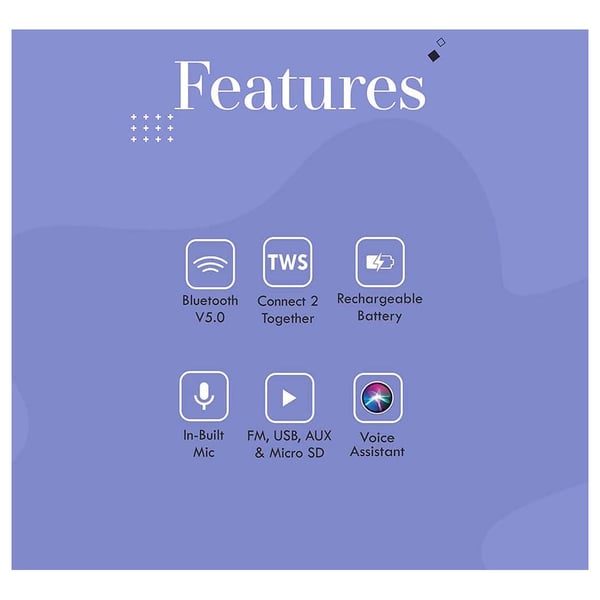 Features
TWS
Bluetooth
V5.0
Connect 2
Together
Rechargeable
Battery
In-Built
Mic
FM, USB, AUX
& Micro SD
Voice
Assistant